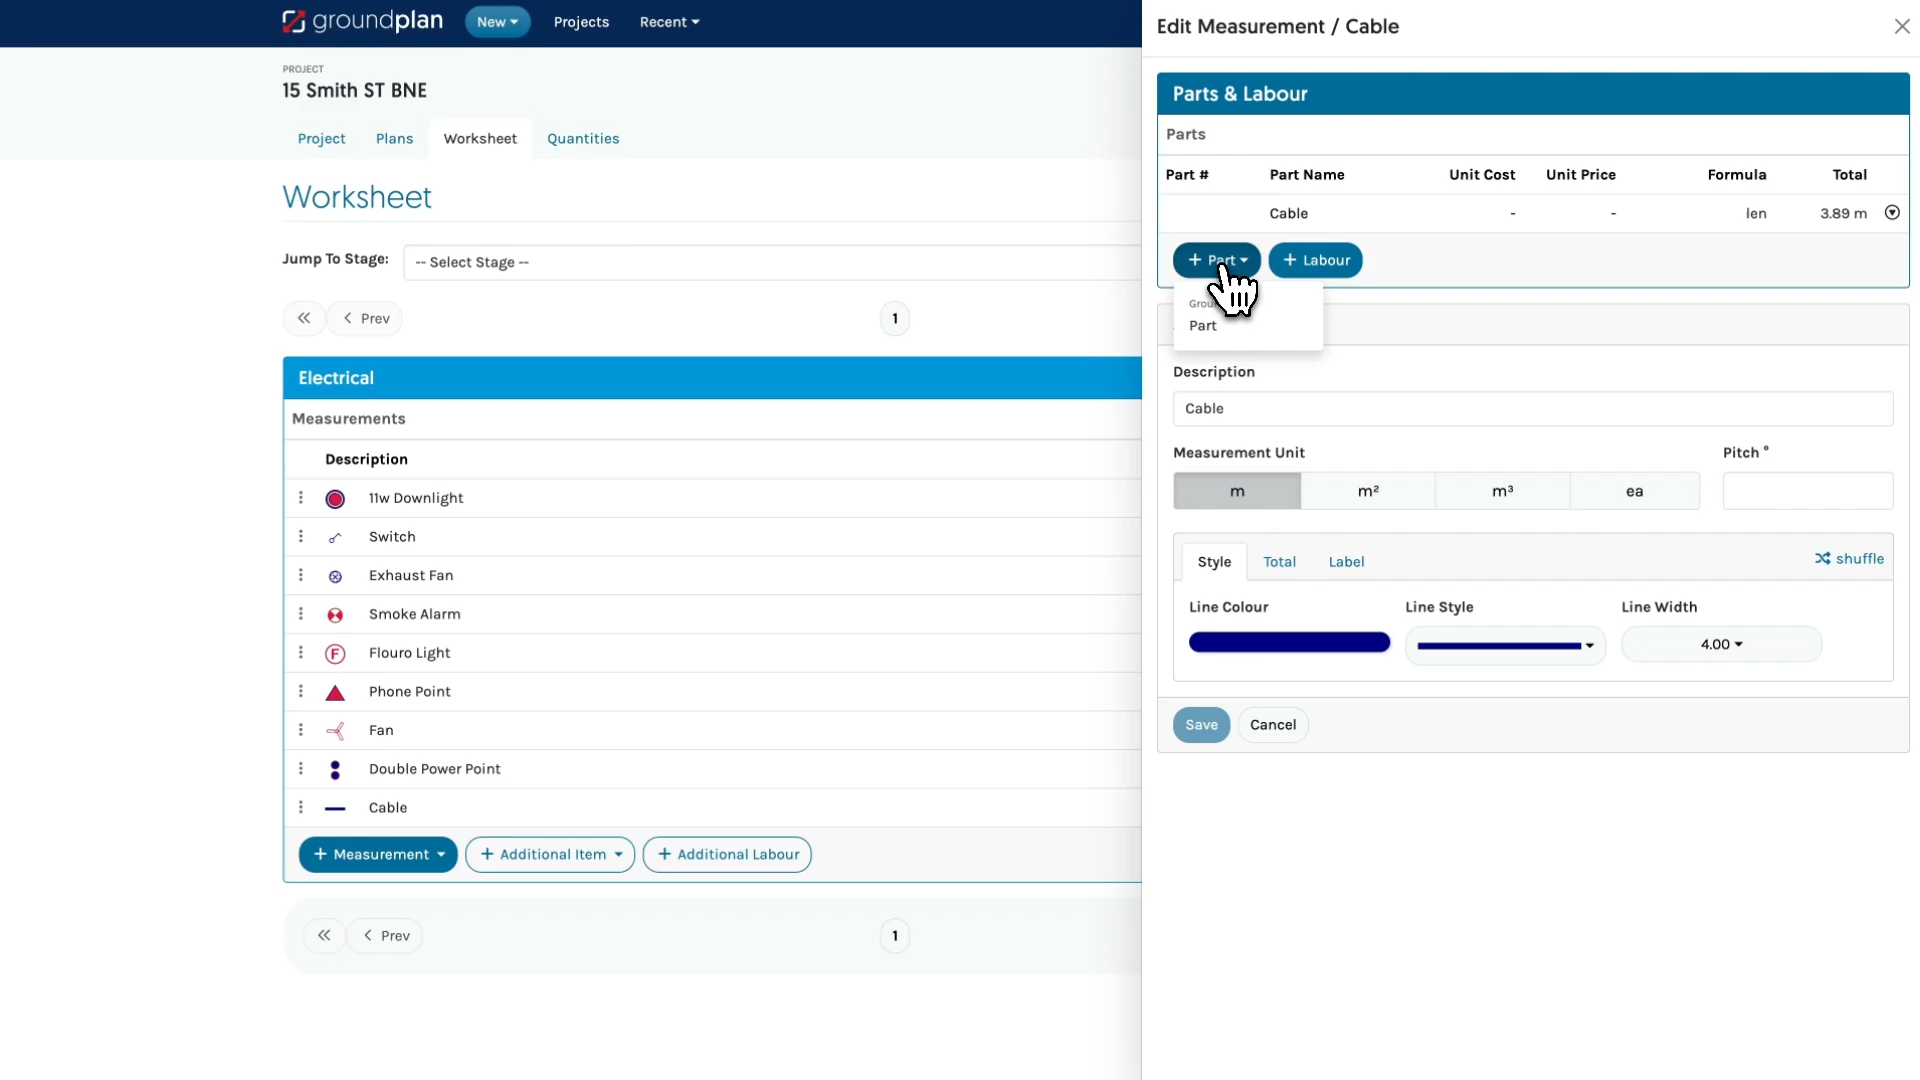 groundplan
New
Projects
Recent
PROJECT
15 Smith ST BNE
Project
Plans
Worksheet
Quantities
Worksheet
Jump To Stage:
-- Select Stage --
Prev
1
Electrical
Measurements
Description
11w Downlight
Switch
Exhaust Fan
Smoke Alarm
F
Flouro Light
Phone Point
Fan
Double Power Point
Cable
+ Measurement
+ Additional Item
+ Additional Labour
Prev
1
Edit Measurement / Cable
Parts & Labour
Parts
Part # Part Name Unit Cost Unit Price Formula Total
Cable - - len 3.89 m
+ Part
+ Labour
Part
Description
Cable
Measurement Unit
Pitch °
m
m²
m³
ea
Style
Total
Label
shuffle
Line Colour
Line Style
Line Width
4.00
Save
Cancel